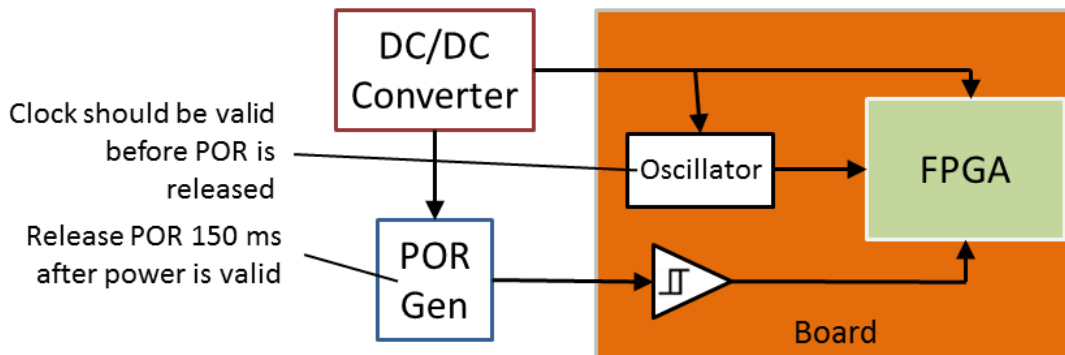 DC/DC
Converter
Clock should be valid
before POR is
released
Oscillator
FPGA
Release POR 150 ms
after power is valid
POR
Gen
Board